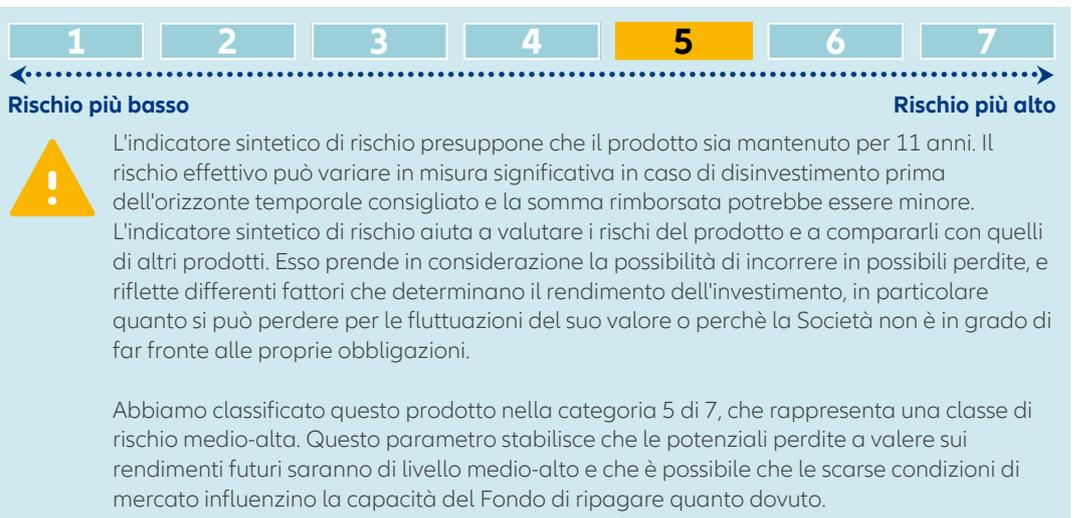 1 2 3 4 5 6 7
Rischio più basso Rischio più alto
L'indicatore sintetico di rischio presuppone che il prodotto sia mantenuto per 11 anni. Il
rischio effettivo può variare in misura significativa in caso di disinvestimento prima
dell'orizzonte temporale consigliato e la somma rimborsata potrebbe essere minore.
L'indicatore sintetico di rischio aiuta a valutare i rischi del prodotto e a compararli con quelli
di altri prodotti. Esso prende in considerazione la possibilità di incorrere in possibili perdite, e
riflette differenti fattori che determinano il rendimento dell'investimento, in particolare
quanto si può perdere per le fluttuazioni del suo valore o perchè la Società non è in grado di
far fronte alle proprie obbligazioni.
Abbiamo classificato questo prodotto nella categoria 5 di 7, che rappresenta una classe di
rischio medio-alta. Questo parametro stabilisce che le potenziali perdite a valere sui
rendimenti futuri saranno di livello medio-alto e che è possibile che le scarse condizioni di
mercato influenzino la capacità del Fondo di ripagare quanto dovuto.